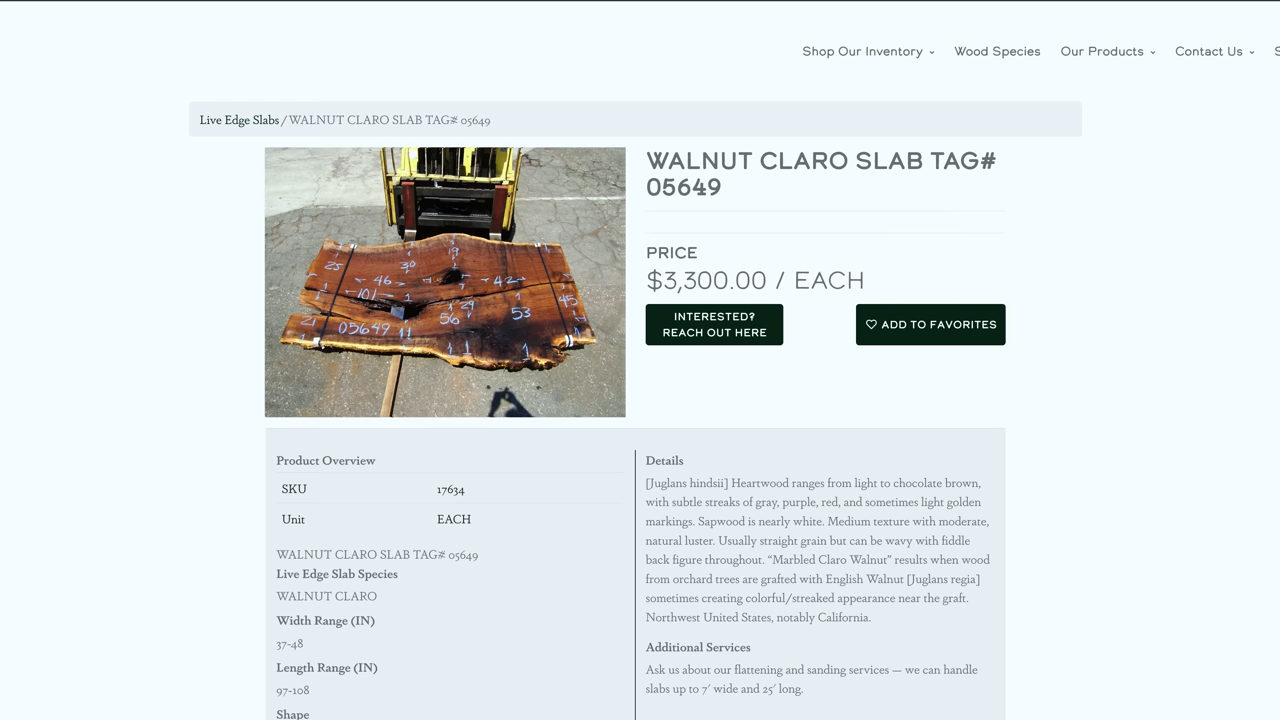 Shop Our Inventory
Wood Species
Our Products
Contact Us
Live Edge Slabs / WALNUT CLARO SLAB TAG# 05649
19
25
30
46
42
101
1
29
45
56
53
21
05649
WALNUT CLARO SLAB TAG#
05649
PRICE
$3,300.00 / EACH
INTERESTED?
REACH OUT HERE
ADD TO FAVORITES
Product Overview
SKU 17634
Unit EACH
WALNUT CLARO SLAB TAG# 05649
Live Edge Slab Species
WALNUT CLARO
Width Range (IN)
37-48
Length Range (IN)
97-108
Shape
Details
[Juglans hindsii] Heartwood ranges from light to chocolate brown,
with subtle streaks of gray, purple, red, and sometimes light golden
markings. Sapwood is nearly white. Medium texture with moderate,
natural luster. Usually straight grain but can be wavy with fiddle
back figure throughout. “Marbled Claro Walnut” results when wood
from orchard trees are grafted with English Walnut [Juglans regia]
sometimes creating colorful/streaked appearance near the graft.
Northwest United States, notably California.
Additional Services
Ask us about our flattening and sanding services — we can handle
slabs up to 7′ wide and 25′ long.